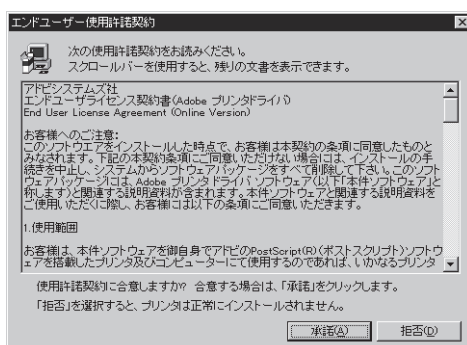 エンドユーザー使用許諾契約
次の使用許諾契約をお読みください。
スクロールバーを使用すると、残りの文書を表示できます。
アドビシステムズ社
エンドユーザライセンス契約書(Adobe プリンタドライバ)
End User License Agreement (Online Version)
お客様へのご注意:
このソフトウエアをインストールした時点で、お客様は本契約の条項に同意したものと
みなされます。下記の本契約条項にご同意いただけない場合には、インストールの手
続きを中止し、システムからソフトウェアパッケージをすべて削除して下さい。このソフト
ウェアパッケージには、Adobe プリンタドライバ ソフトウェア(以下「本件ソフトウェア」と
称します)と関連する説明資料が含まれます。本件ソフトウェアと関連する説明資料を
ご使用いただくに際し、お客様には以下の条項にご同意いただきます。
1.使用範囲
お客様は、本件ソフトウェアを御自身でアドビのPostScript(R)(ポストスクリプト)ソフトウ
ェアを搭載したプリンタ及びコンピューターにて使用するのであれば、いかなるプリンタ
使用許諾契約に合意しますか? 合意する場合は、「承諾」をクリックします。
「拒否」を選択すると、プリンタは正常にインストールされません。
承諾(A)
拒否(D)